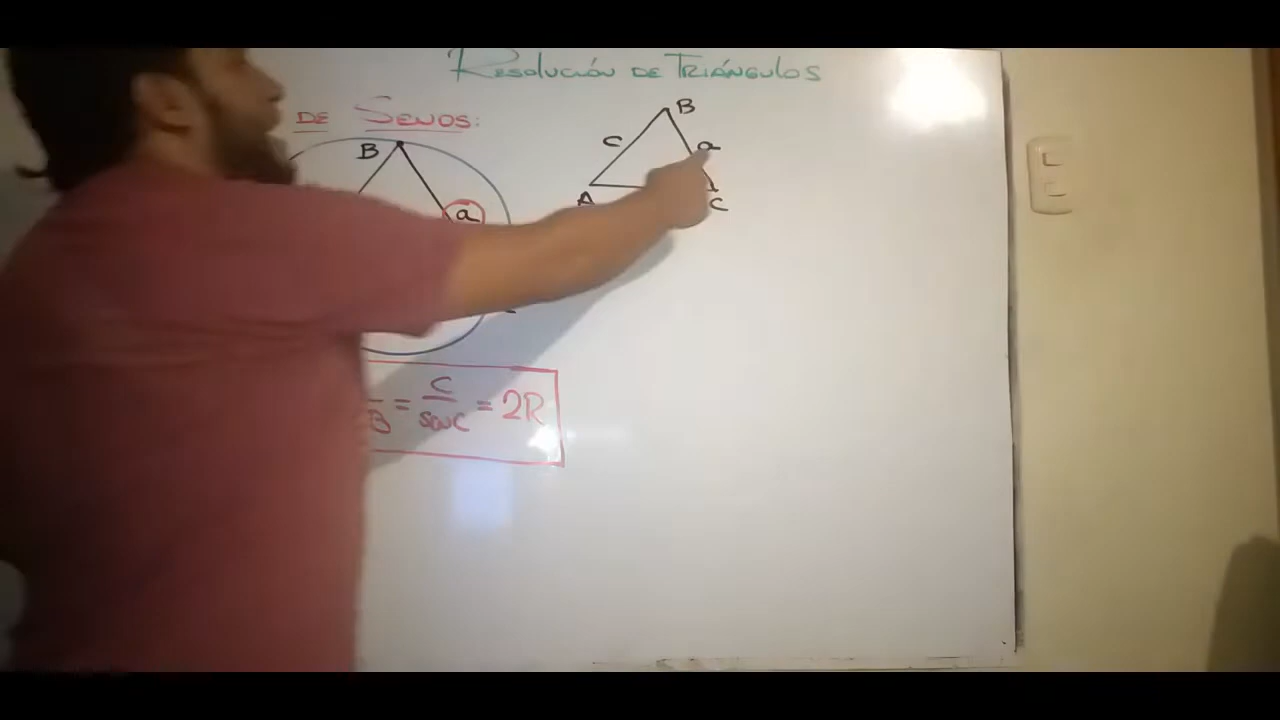 Resolución de Triángulos
de Senos:
B
a
B
c
a
A
C
B = c/senC = 2R